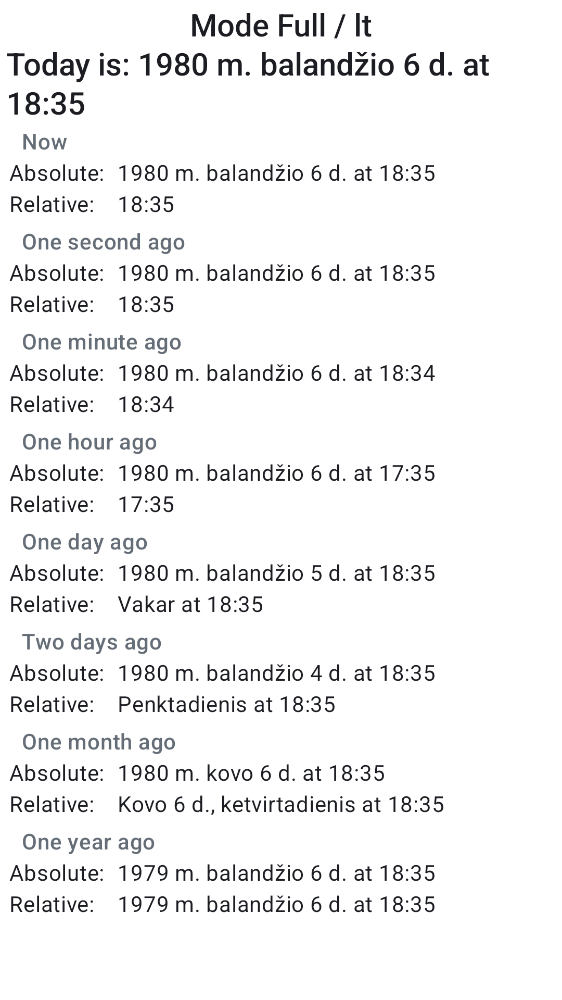 Mode Full / lt
Today is: 1980 m. balandžio 6 d. at
18:35
Now
Absolute: 1980 m. balandžio 6 d. at 18:35
Relative: 18:35
One second ago
Absolute: 1980 m. balandžio 6 d. at 18:35
Relative: 18:35
One minute ago
Absolute: 1980 m. balandžio 6 d. at 18:34
Relative: 18:34
One hour ago
Absolute: 1980 m. balandžio 6 d. at 17:35
Relative: 17:35
One day ago
Absolute: 1980 m. balandžio 5 d. at 18:35
Relative: Vakar at 18:35
Two days ago
Absolute: 1980 m. balandžio 4 d. at 18:35
Relative: Penktadienis at 18:35
One month ago
Absolute: 1980 m. kovo 6 d. at 18:35
Relative: Kovo 6 d., ketvirtadienis at 18:35
One year ago
Absolute: 1979 m. balandžio 6 d. at 18:35
Relative: 1979 m. balandžio 6 d. at 18:35